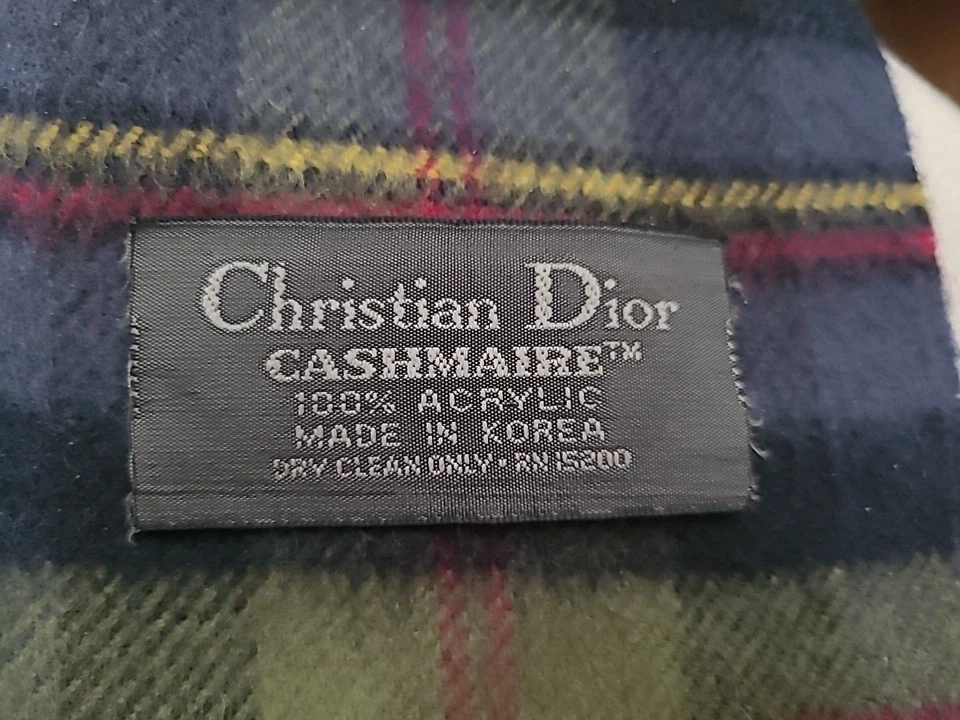 Christian Dior
CASHMAIRE™
100% ACRYLIC
MADE IN KOREA
DRY CLEAN ONLY • RN 15200